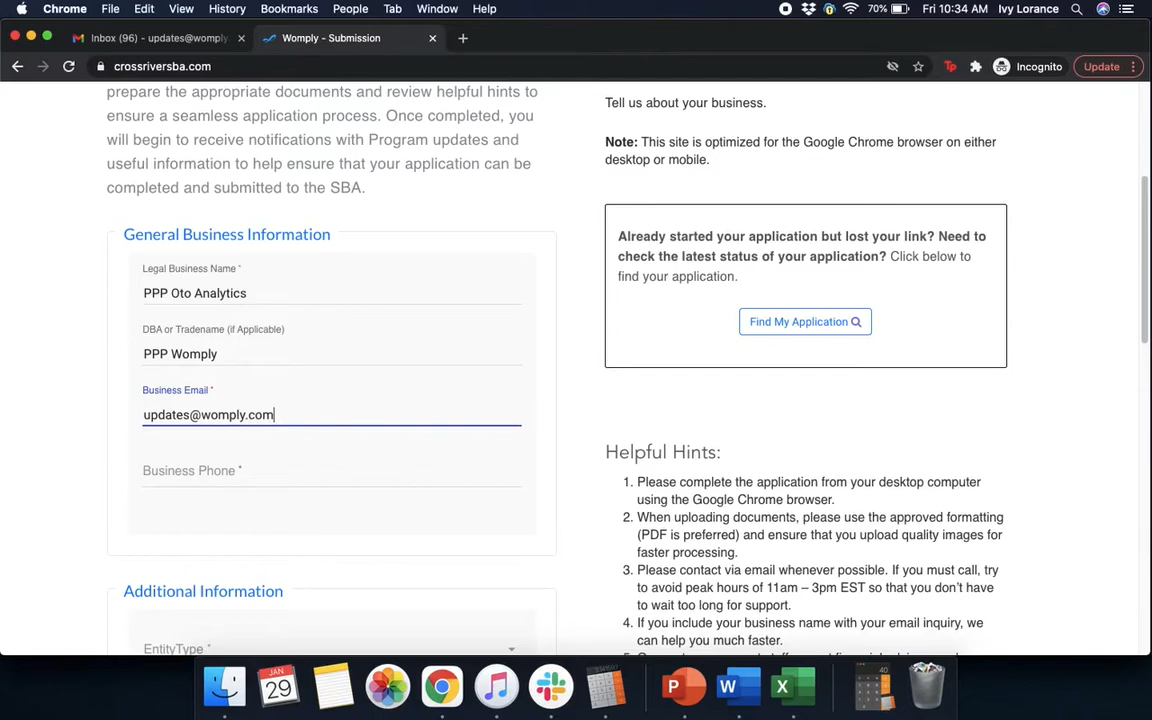 Chrome File Edit View History Bookmarks People Tab Window Help 70% Fri 10:34 AM Ivy Lorance
Inbox (96) - updates@womply. Womply - Submission
crossriversba.com Incognito Update
prepare the appropriate documents and review helpful hints to
ensure a seamless application process. Once completed, you
will begin to receive notifications with Program updates and
useful information to help ensure that your application can be
completed and submitted to the SBA.
General Business Information
Legal Business Name *
PPP Oto Analytics
DBA or Tradename (if Applicable)
PPP Womply
Business Email *
updates@womply.com
Business Phone *
Additional Information
EntityType *
Tell us about your business.
Note: This site is optimized for the Google Chrome browser on either
desktop or mobile.
Already started your application but lost your link? Need to
check the latest status of your application? Click below to
find your application.
Find My Application
Helpful Hints:
1. Please complete the application from your desktop computer
using the Google Chrome browser.
2. When uploading documents, please use the approved formatting
(PDF is preferred) and ensure that you upload quality images for
faster processing.
3. Please contact via email whenever possible. If you must call, try
to avoid peak hours of 11am – 3pm EST so that you don't have
to wait too long for support.
4. If you include your business name with your email inquiry, we
can help you much faster.
JAN
29
P
W
X